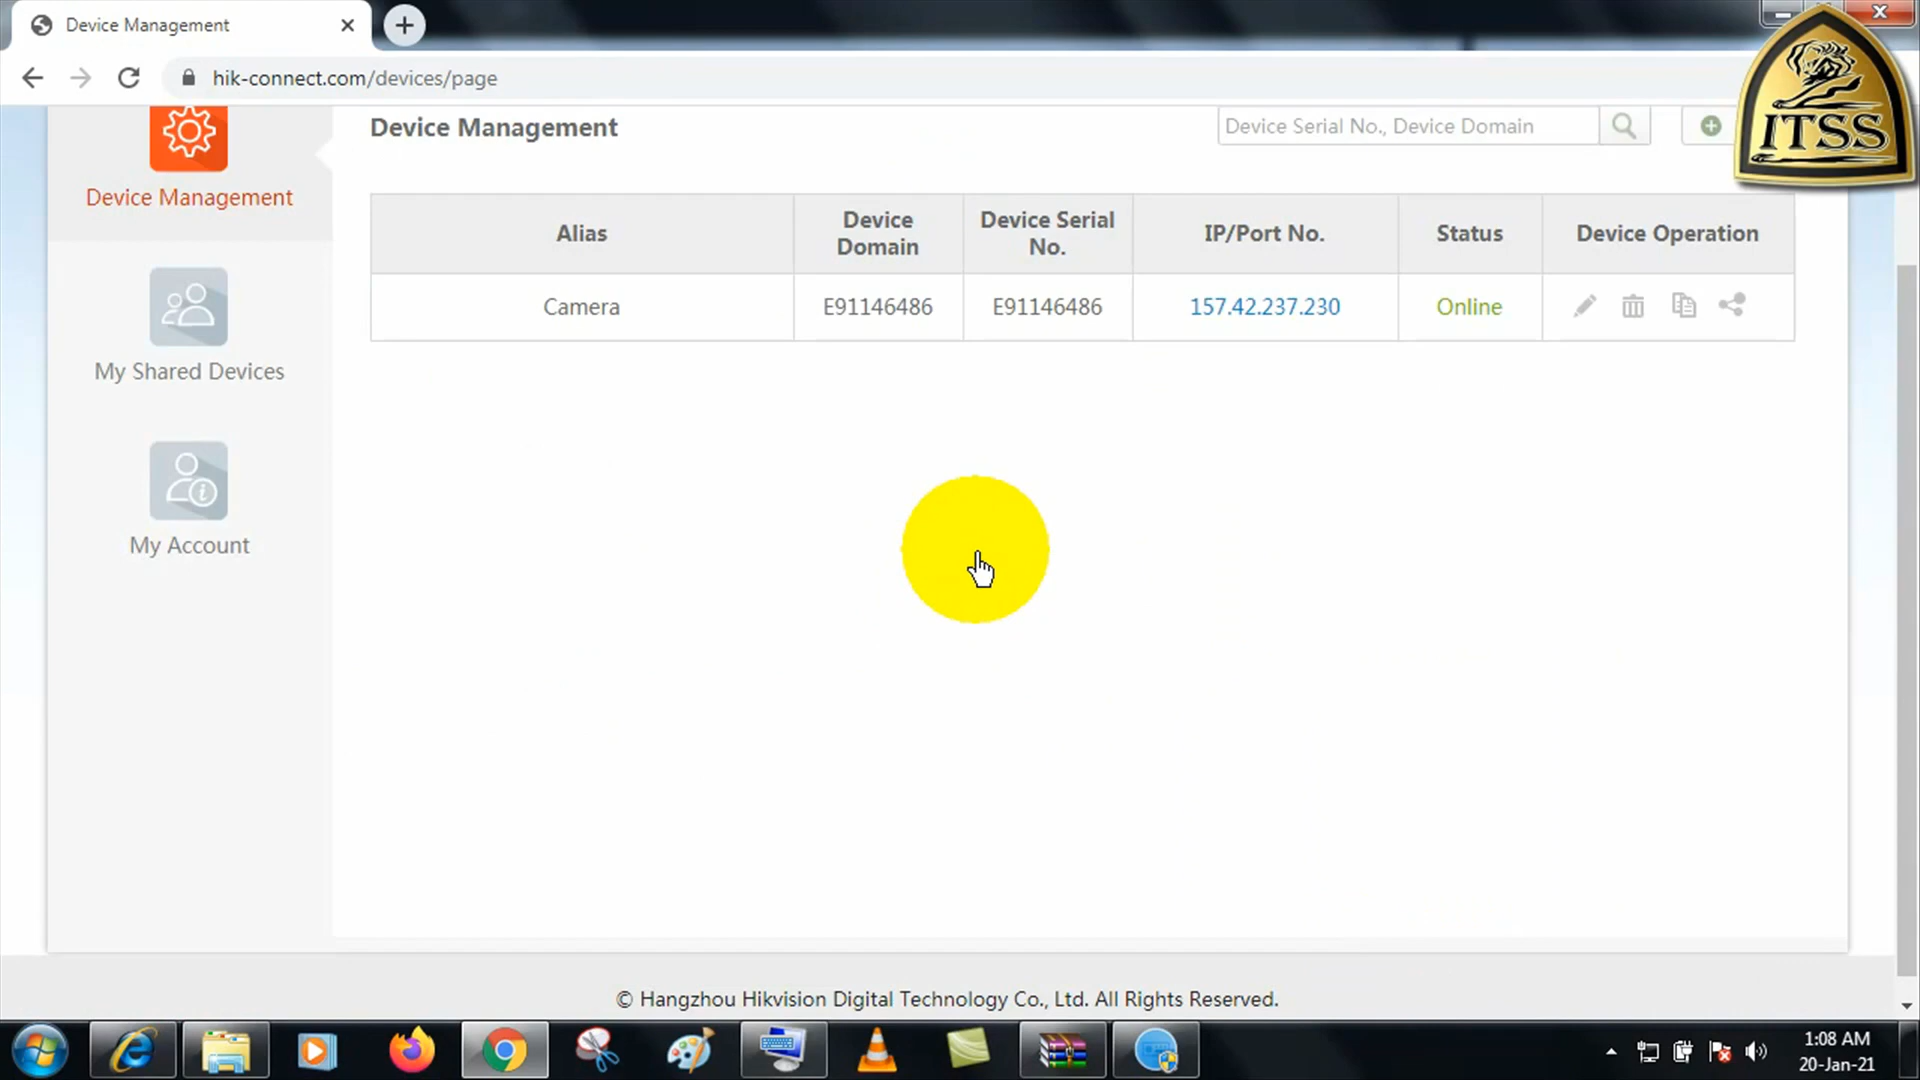 Device Management
hik-connect.com/devices/page
ITSS
Device Management
Device Serial No., Device Domain
Device Management
My Shared Devices
My Account
Alias
Device Domain
Device Serial No.
IP/Port No.
Status
Device Operation
Camera
E91146486
E91146486
157.42.237.230
Online
© Hangzhou Hikvision Digital Technology Co., Ltd. All Rights Reserved.
1:08 AM
20-Jan-21